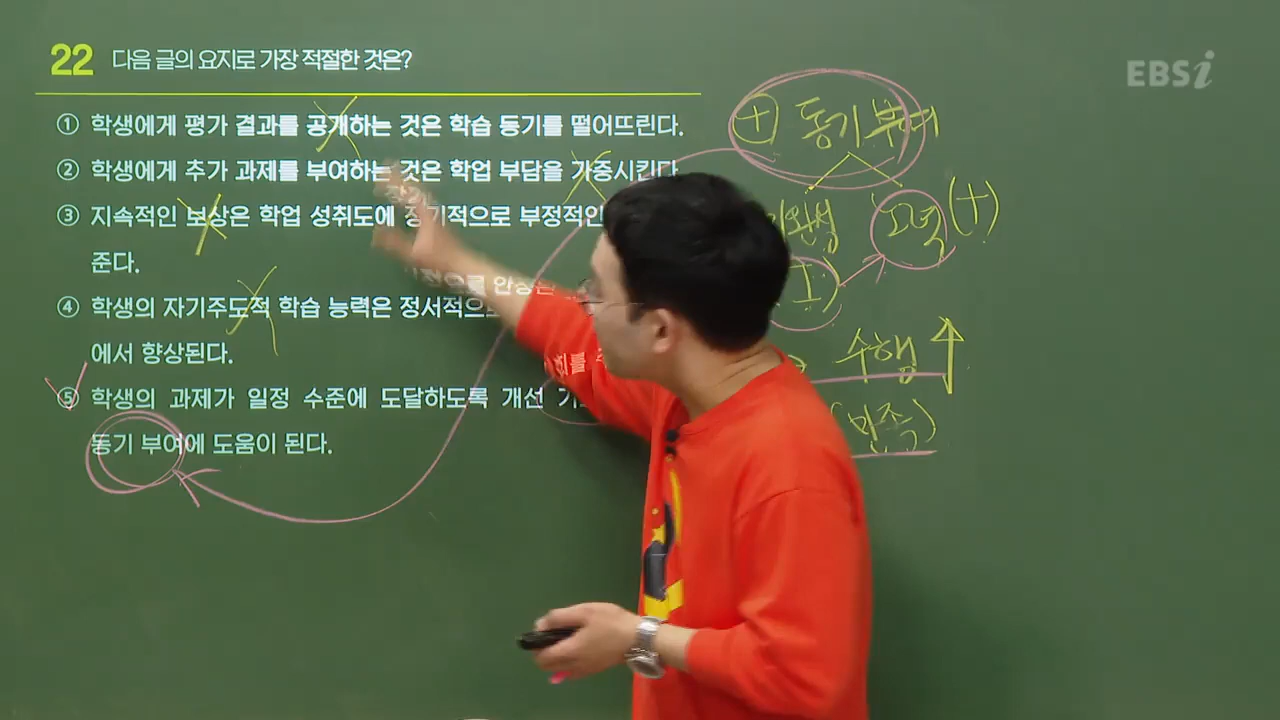 22 다음 글의 요지로 가장 적절한 것은?
EBSi
① 학생에게 평가 결과를 공개하는 것은 학습 동기를 떨어뜨린다.
② 학생에게 추가 과제를 부여하는 것은 학업 부담을 가중시킨다.
③ 지속적인 보상은 학업 성취도에 장기적으로 부정적인
준다.
④ 학생의 자기주도적 학습 능력은 정서적으로
에서 향상된다.
⑤ 학생의 과제가 일정 수준에 도달하도록 개선
동기 부여에 도움이 된다.
+ 동기부여
노력 (+)
수행 ↑
(만족)